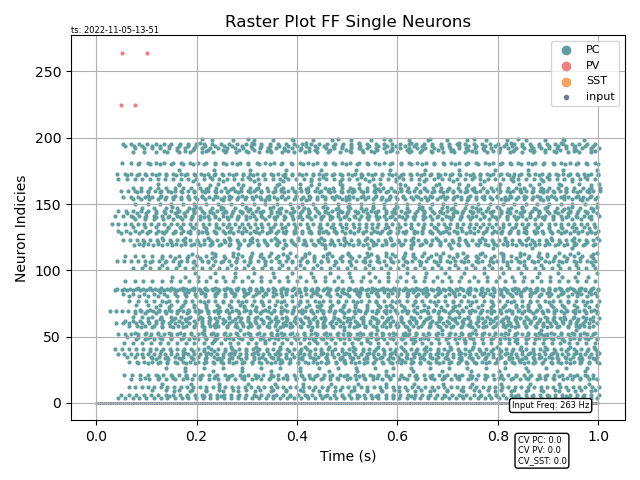 Raster Plot FF Single Neurons
ts: 2022-11-05-13-51
PC
PV
SST
input
Neuron Indicies
250
200
150
100
50
0
Input Freq: 263 Hz
0.0 0.2 0.4 0.6 0.8 1.0
Time (s)
CV PC: 0.0
CV PV: 0.0
CV_SST: 0.0